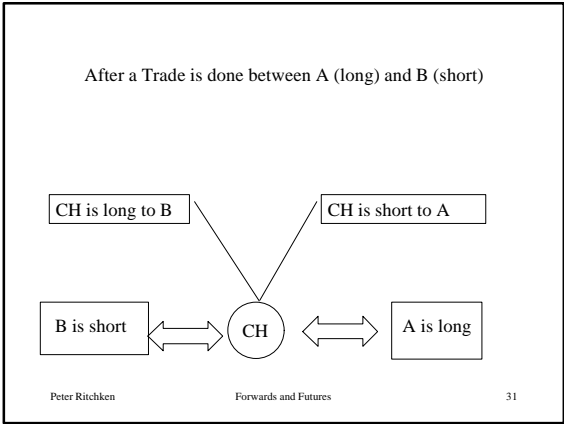 After a Trade is done between A (long) and B (short)
CH is long to B
CH is short to A
B is short
CH
A is long
Peter Ritchken
Forwards and Futures
31